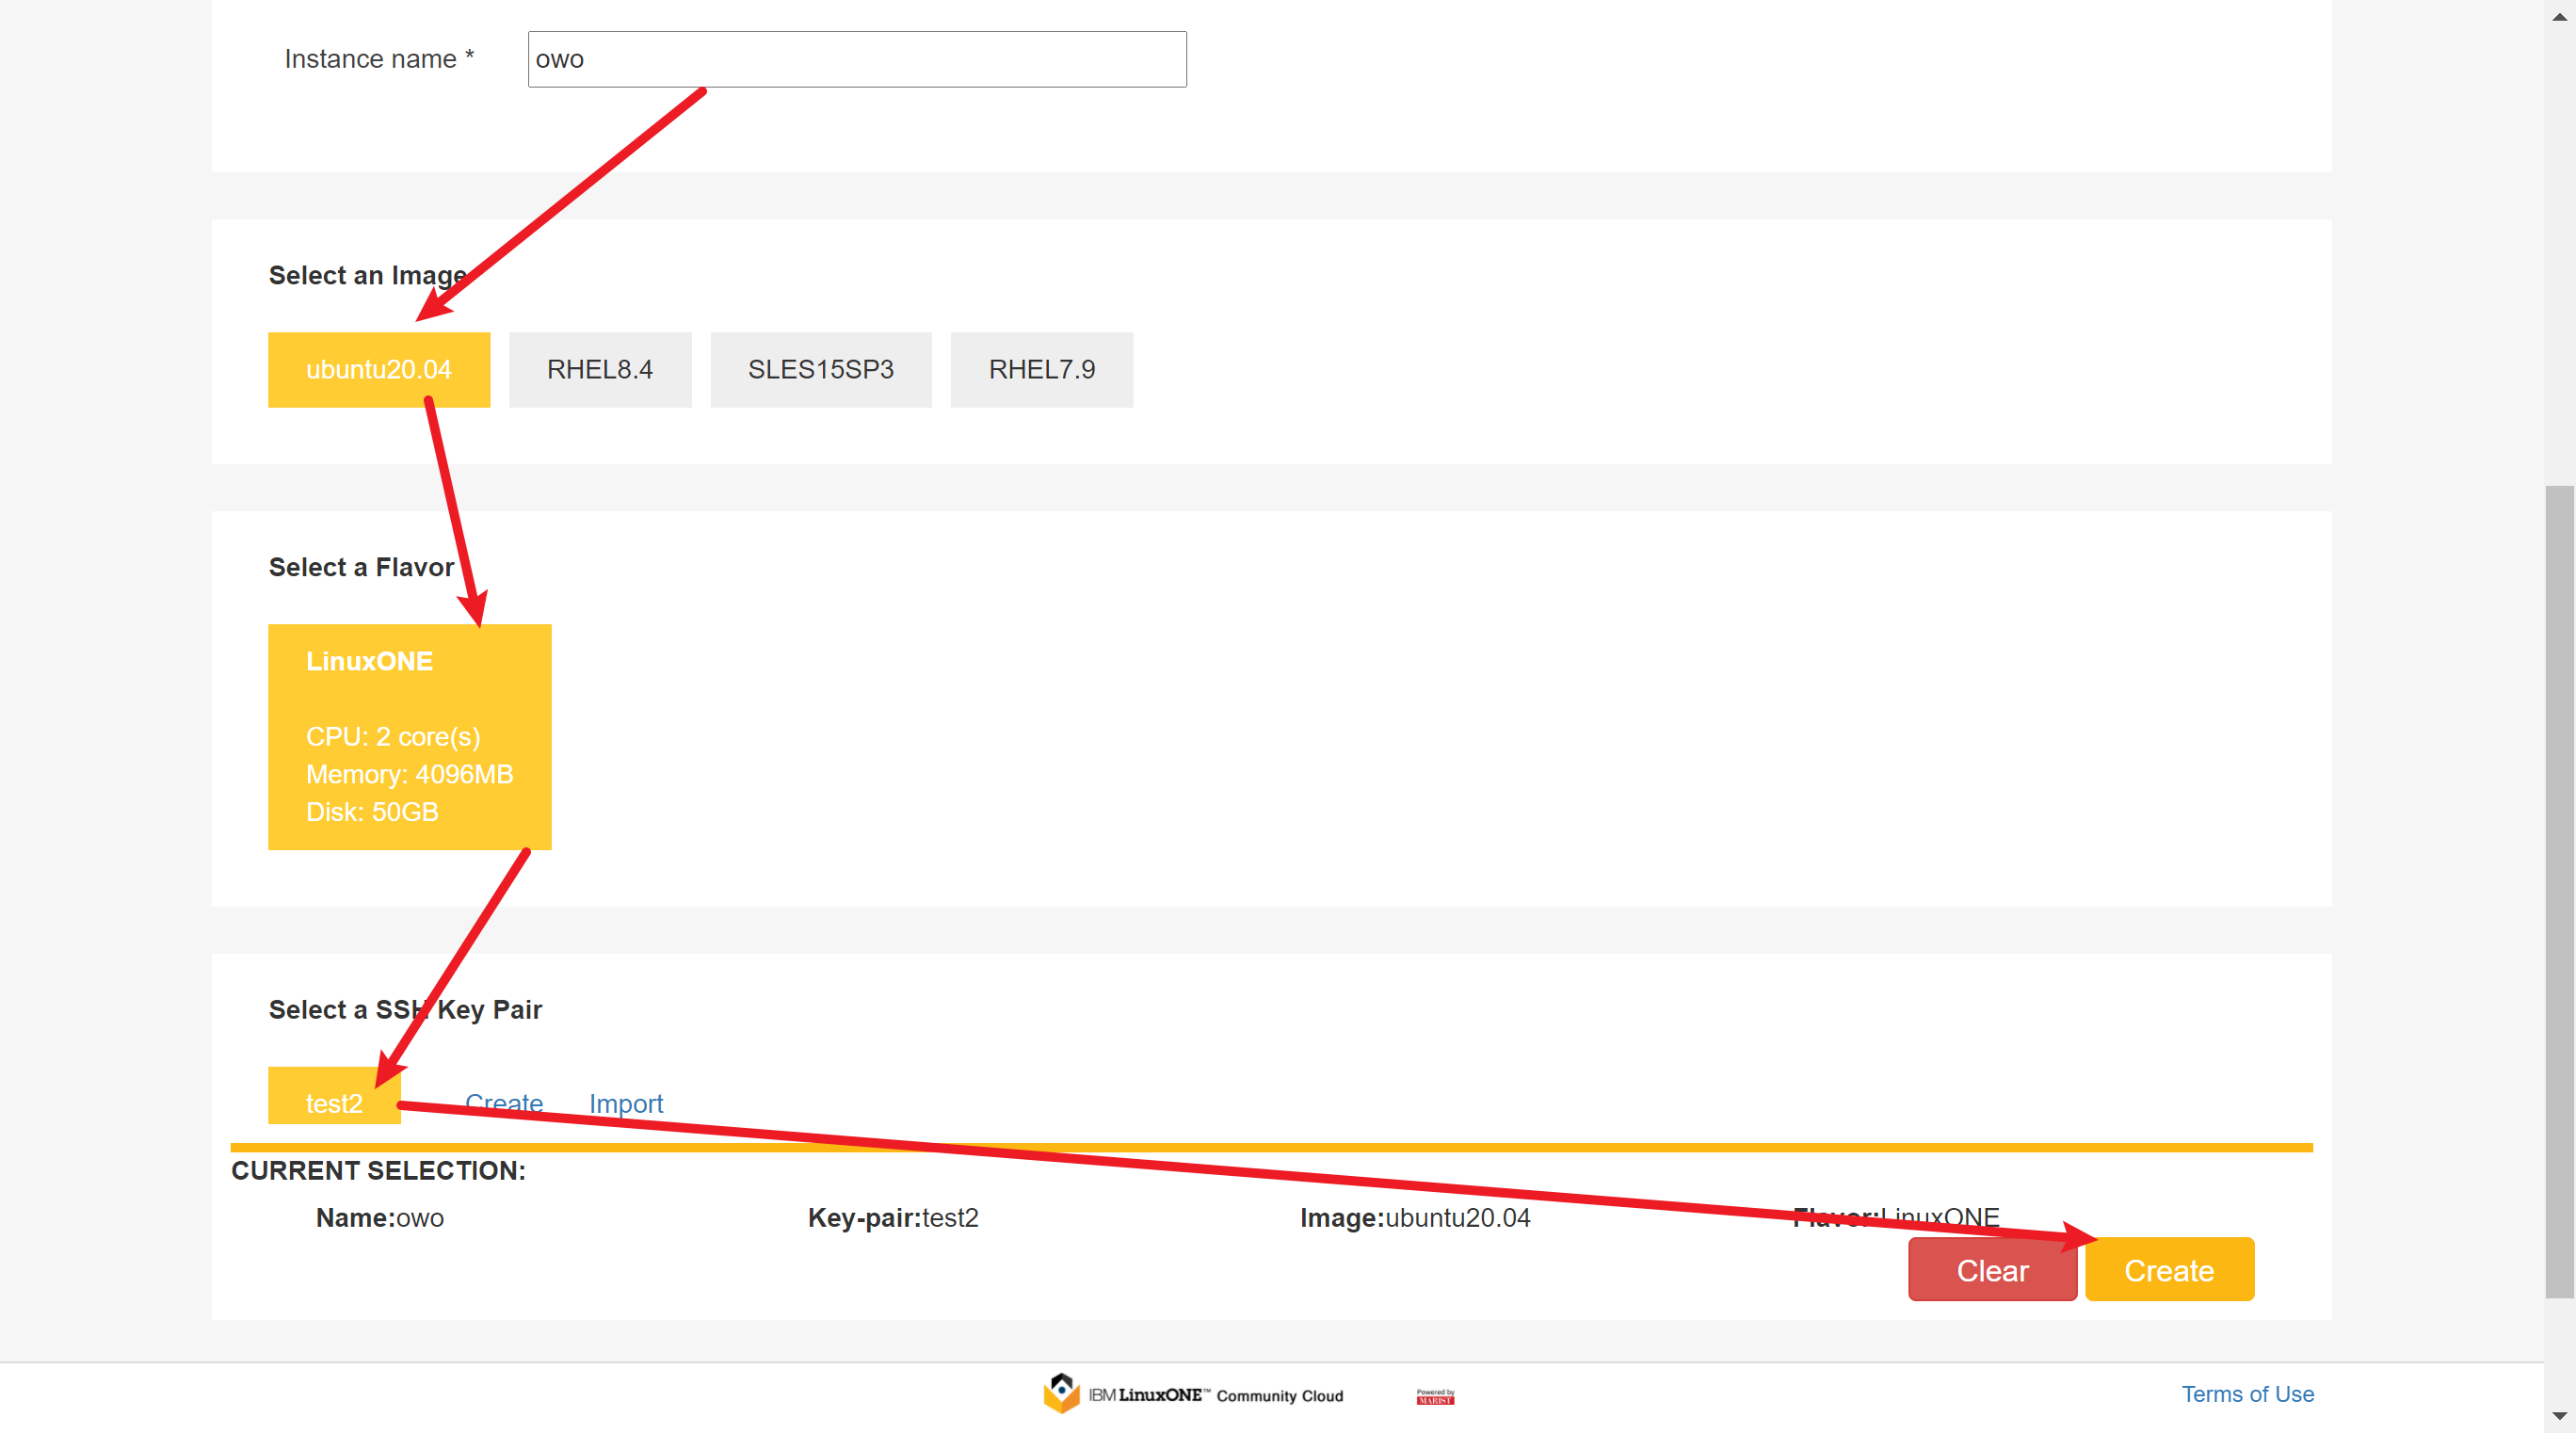 Instance name *
owo
Select an Image
ubuntu20.04
RHEL8.4
SLES15SP3
RHEL7.9
Select a Flavor
LinuxONE
CPU: 2 core(s)
Memory: 4096MB
Disk: 50GB
Select a SSH Key Pair
test2
Create
Import
CURRENT SELECTION:
Name:owo
Key-pair:test2
Image:ubuntu20.04
Flavor:LinuxONE
Clear
Create
IBM LinuxONE™ Community Cloud
Powered by
MARIST
Terms of Use